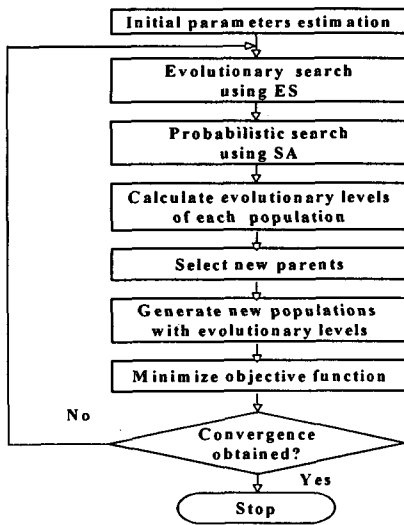 Initial parameters estimation
Evolutionary search
using ES
Probabilistic search
using SA
Calculate evolutionary levels
of each population
Select new parents
Generate new populations
with evolutionary levels
Minimize objective function
No
Convergence
obtained?
Yes
Stop